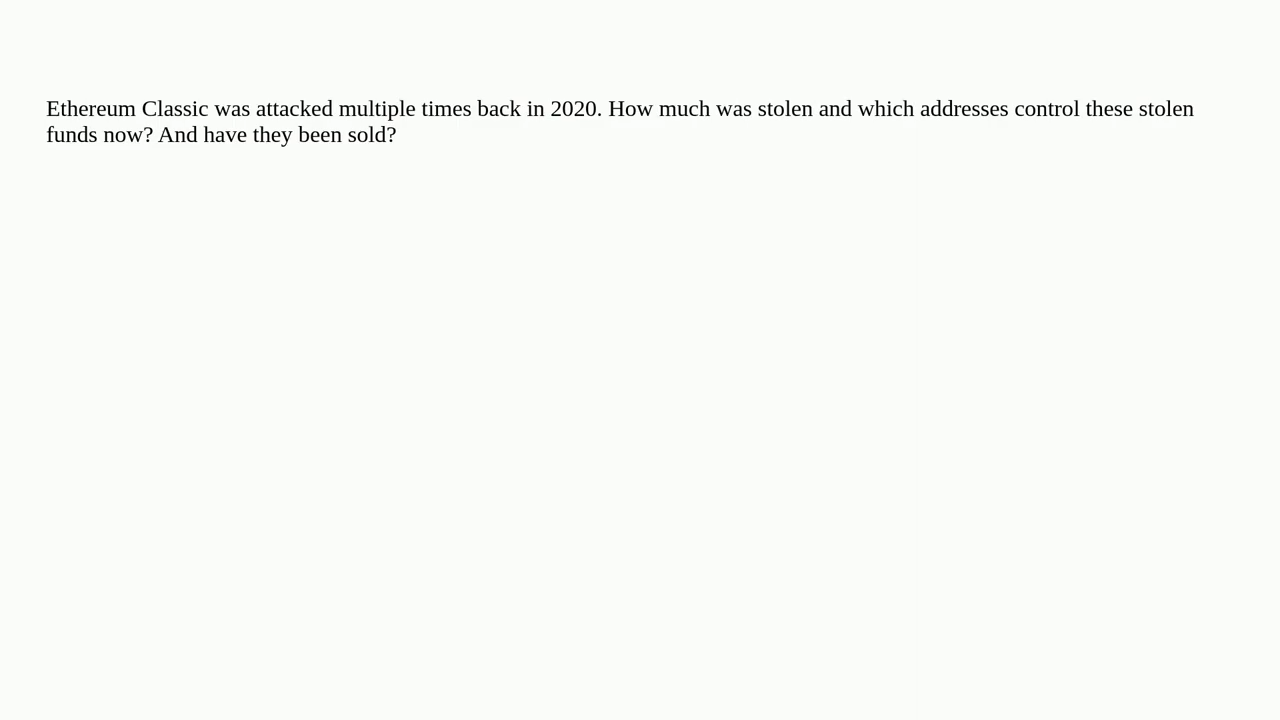 Ethereum Classic was attacked multiple times back in 2020. How much was stolen and which addresses control these stolen
funds now? And have they been sold?